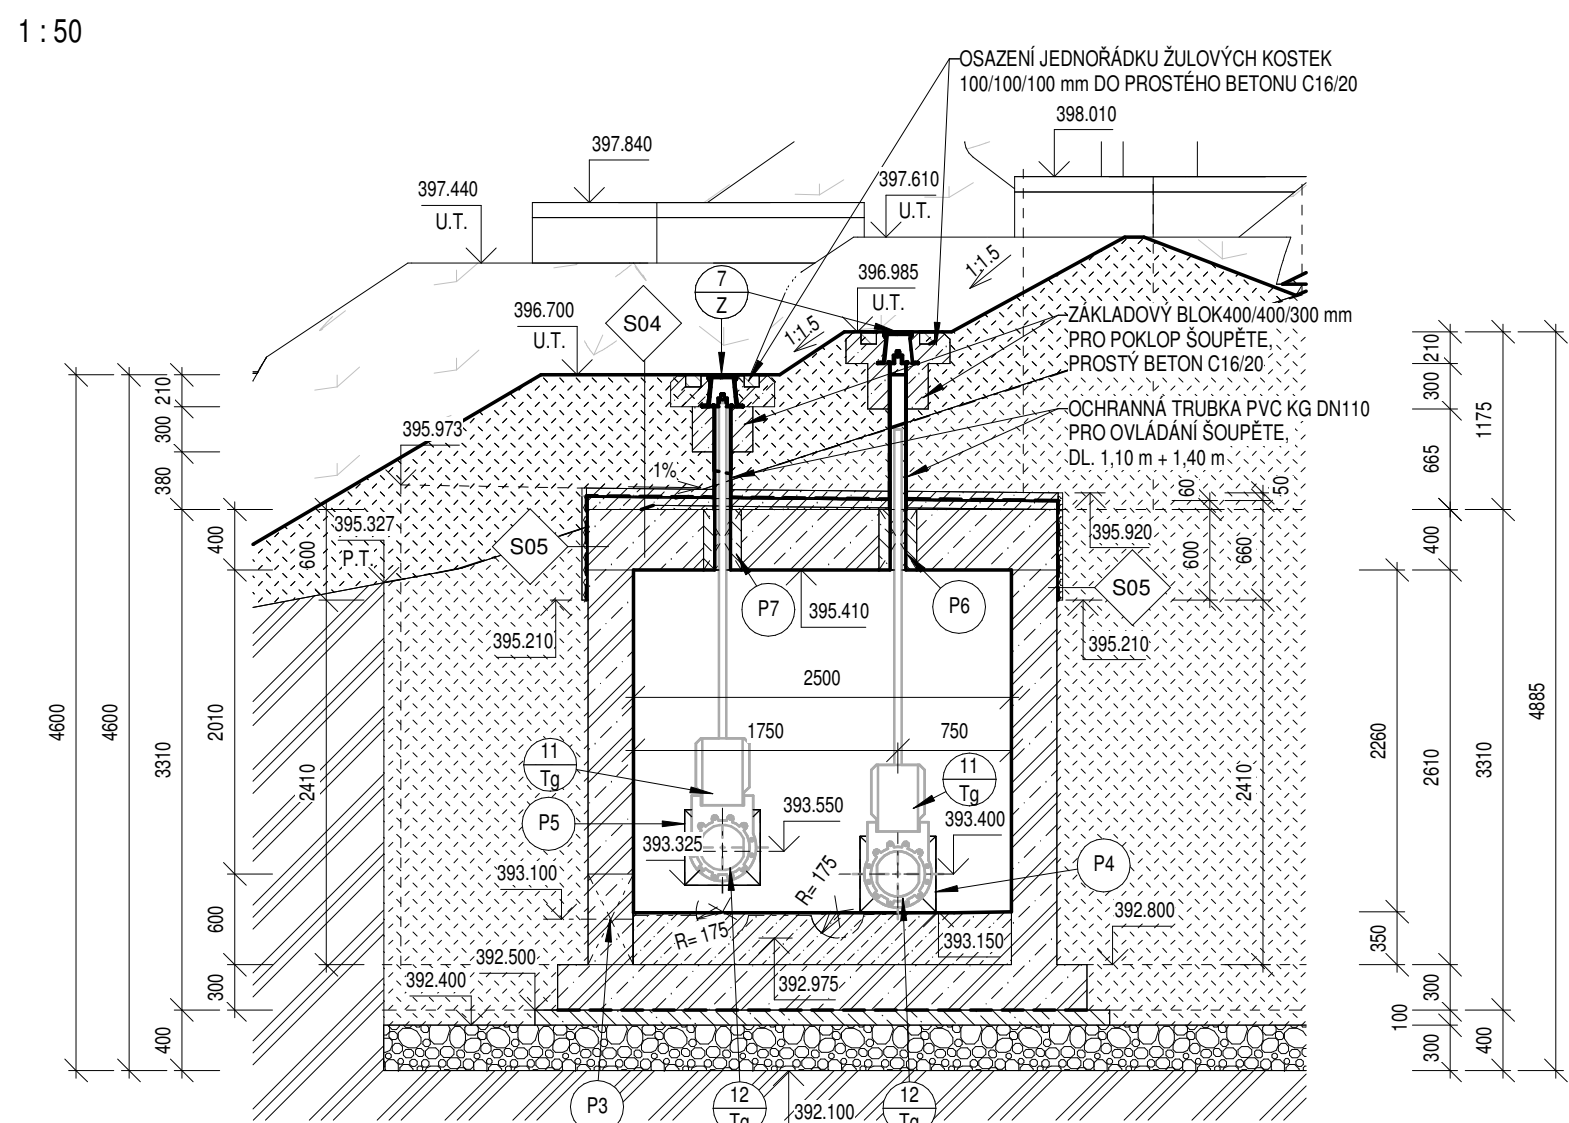 1 : 50
OSAZENÍ JEDNOŘÁDKU ŽULOVÝCH KOSTEK
100/100/100 mm DO PROSTÉHO BETONU C16/20
398.010
397.840
397.440
U.T.
397.610
U.T.
1:1.5
396.985
U.T.
7
Z
396.700
U.T.
S04
1:1.5
ZÁKLADOVÝ BLOK400/400/300 mm
PRO POKLOP ŠOUPĚTE,
PROSTÝ BETON C16/20
OCHRANNÁ TRUBKA PVC KG DN110
PRO OVLÁDÁNÍ ŠOUPĚTE,
DL. 1,10 m + 1,40 m
210
300
380
395.973
1%
210
300
665
1175
60
50
395.327
P.T.
400
600
S05
395.920
600
660
400
S05
P7
P6
395.410
395.210
395.210
2500
1750
750
4600
4600
3310
2010
2410
11
Tg
11
Tg
P5
393.550
393.400
393.325
393.100
P4
2260
2610
3310
4885
2410
R= 175
R= 175
393.150
392.800
392.975
392.500
392.400
600
300
400
350
300
100
300
400
P3
12
Tg
12
Tg
392.100